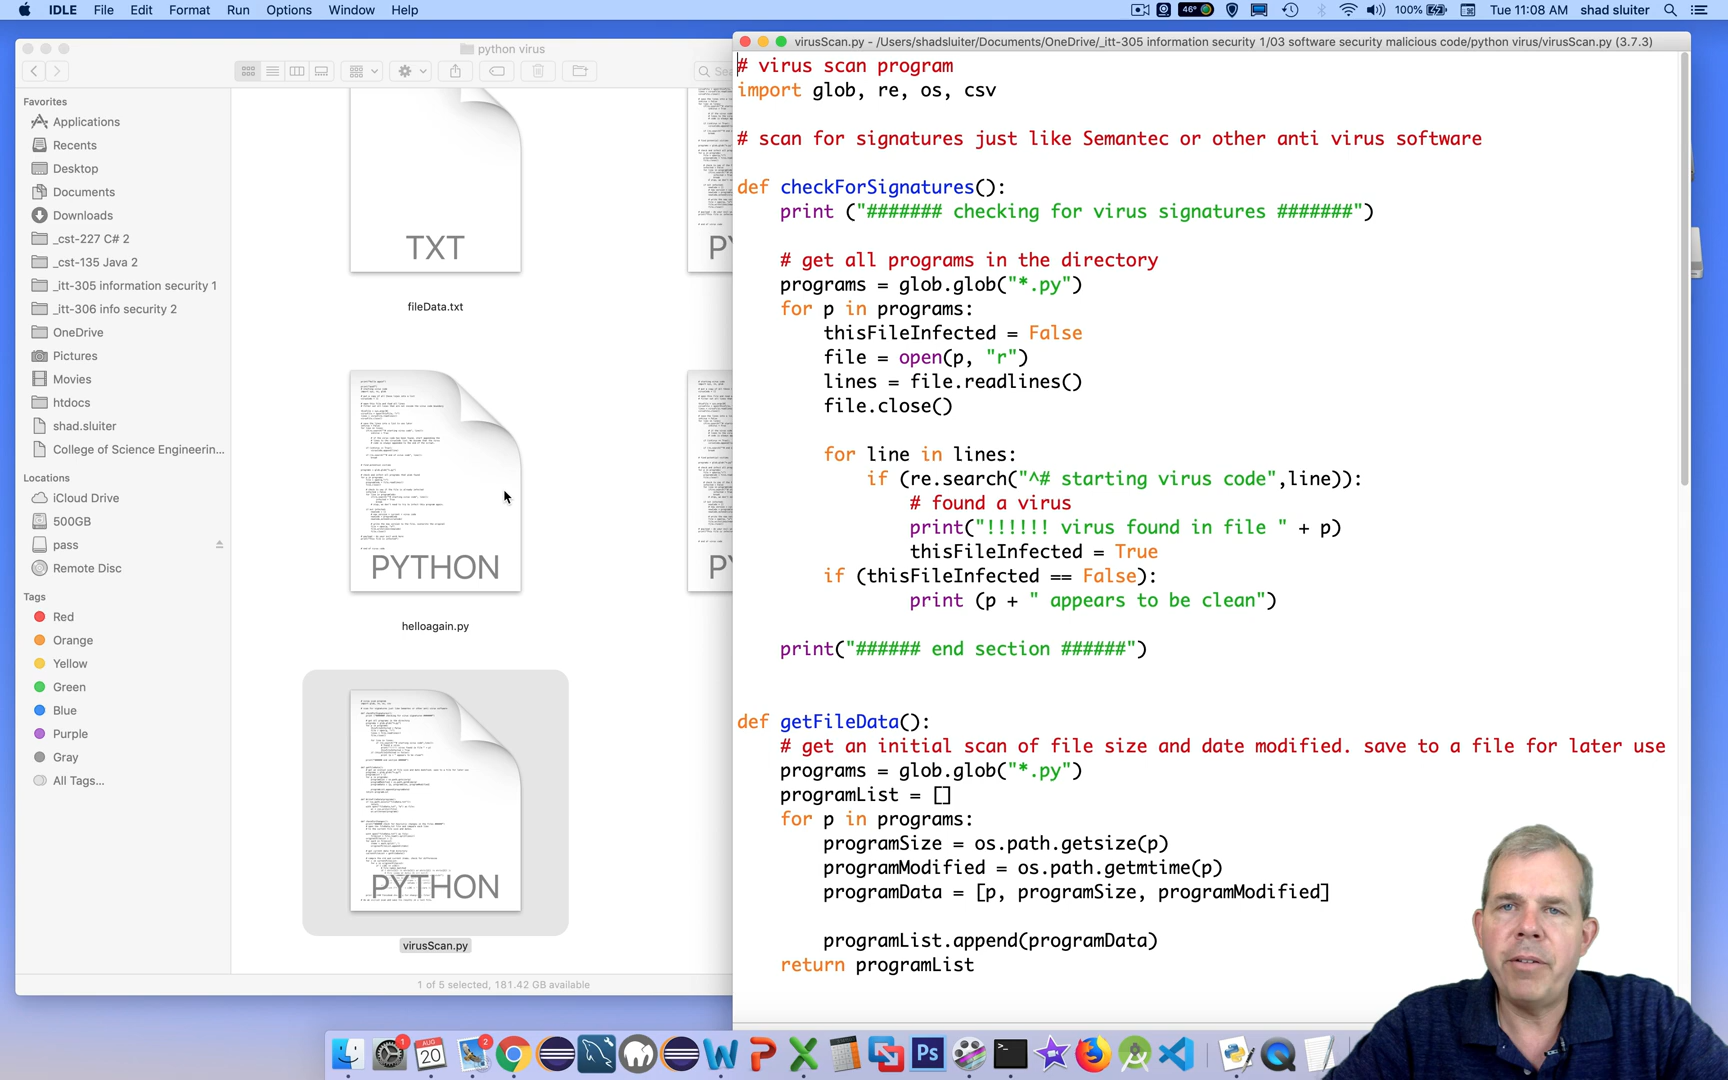 IDLE File Edit Format Run Options Window Help
46°
100%
Tue 11:08 AM shad sluiter
python virus
Favorites
Applications
Recents
Desktop
Documents
Downloads
_cst-227 C# 2
_cst-135 Java 2
_itt-305 information security 1
_itt-306 info security 2
OneDrive
Pictures
Movies
htdocs
shad.sluiter
College of Science Engineerin...
Locations
iCloud Drive
500GB
pass
Remote Disc
Tags
Red
Orange
Yellow
Green
Blue
Purple
Gray
All Tags...
TXT
fileData.txt
PYTHON
helloagain.py
PYTHON
virusScan.py
1 of 5 selected, 181.42 GB available
virusScan.py - /Users/shadsluiter/Documents/OneDrive/_itt-305 information security 1/03 software security malicious code/python virus/virusScan.py (3.7.3)
# virus scan program
import glob, re, os, csv
# scan for signatures just like Semantec or other anti virus software
def checkForSignatures():
print ("####### checking for virus signatures #######")
# get all programs in the directory
programs = glob.glob("*.py")
for p in programs:
thisFileInfected = False
file = open(p, "r")
lines = file.readlines()
file.close()
for line in lines:
if (re.search("^# starting virus code",line)):
# found a virus
print("!!!!!! virus found in file " + p)
thisFileInfected = True
if (thisFileInfected == False):
print (p + " appears to be clean")
print("###### end section ######")
def getFileData():
# get an initial scan of file size and date modified. save to a file for later use
programs = glob.glob("*.py")
programList = []
for p in programs:
programSize = os.path.getsize(p)
programModified = os.path.getmtime(p)
programData = [p, programSize, programModified]
programList.append(programData)
return programList
1
AUG
20
2
Ps